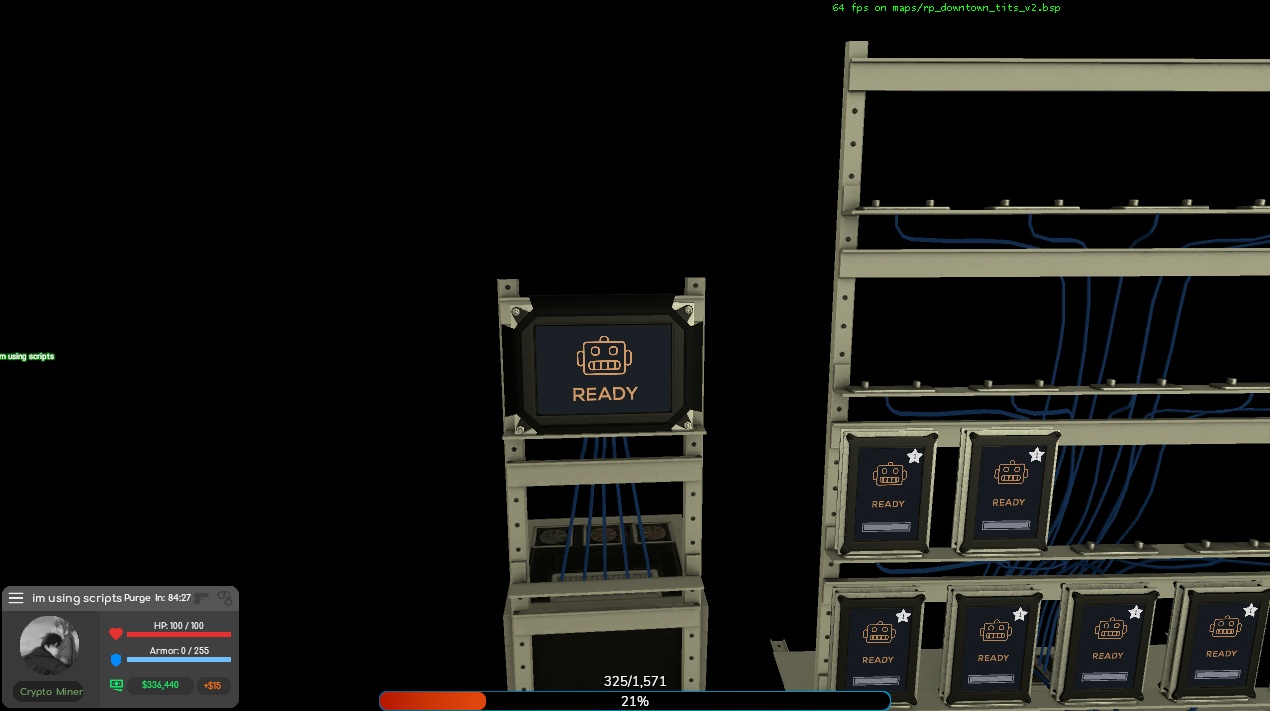 64 fps on maps/rp_downtown_tits_v2.bsp
READY
m using scripts
READY
READY
READY
READY
READY
READY
im using scripts Purge In: 84:27
HP: 100 / 100
Armor: 0 / 255
$336,440 +$15
Crypto Miner
325/1,571
21%